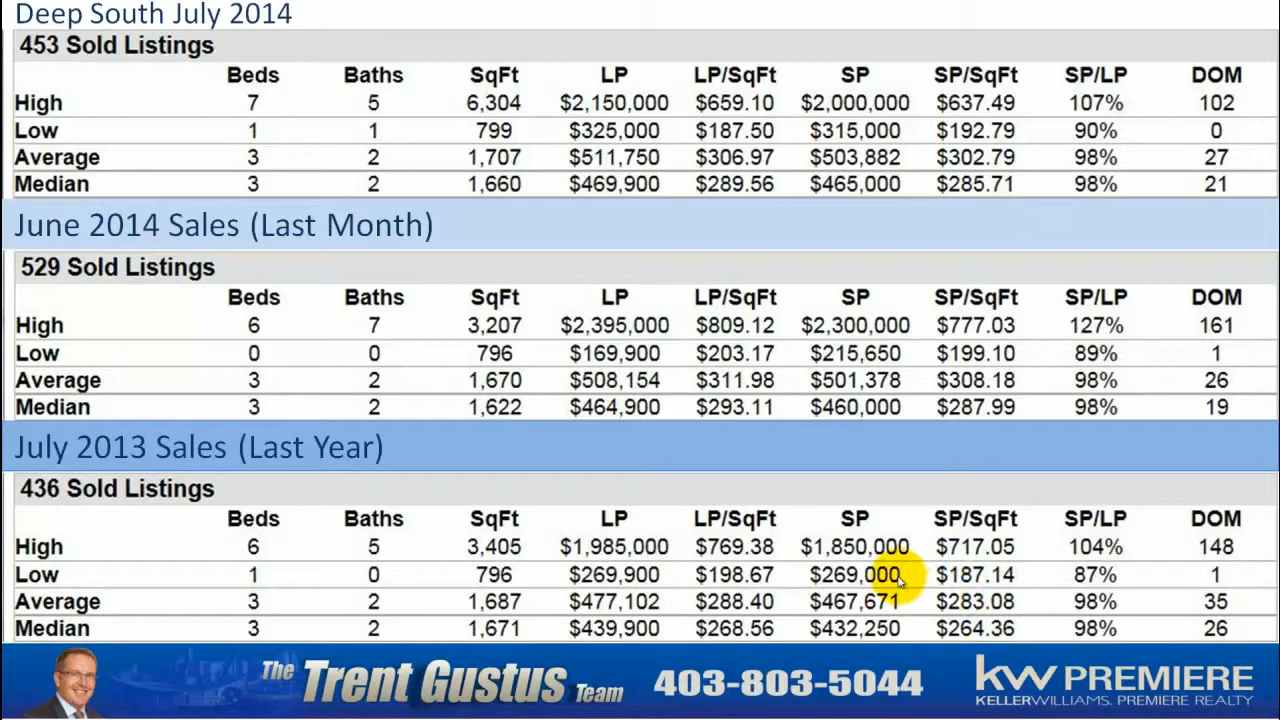 Deep South July 2014
453 Sold Listings
Beds Baths SqFt LP LP/SqFt SP SP/SqFt SP/LP DOM
High 7 5 6,304 $2,150,000 $659.10 $2,000,000 $637.49 107% 102
Low 1 1 799 $325,000 $187.50 $315,000 $192.79 90% 0
Average 3 2 1,707 $511,750 $306.97 $503,882 $302.79 98% 27
Median 3 2 1,660 $469,900 $289.56 $465,000 $285.71 98% 21
June 2014 Sales (Last Month)
529 Sold Listings
Beds Baths SqFt LP LP/SqFt SP SP/SqFt SP/LP DOM
High 6 7 3,207 $2,395,000 $809.12 $2,300,000 $777.03 127% 161
Low 0 0 796 $169,900 $203.17 $215,650 $199.10 89% 1
Average 3 2 1,670 $508,154 $311.98 $501,378 $308.18 98% 26
Median 3 2 1,622 $464,900 $293.11 $460,000 $287.99 98% 19
July 2013 Sales (Last Year)
436 Sold Listings
Beds Baths SqFt LP LP/SqFt SP SP/SqFt SP/LP DOM
High 6 5 3,405 $1,985,000 $769.38 $1,850,000 $717.05 104% 148
Low 1 0 796 $269,900 $198.67 $269,000 $187.14 87% 1
Average 3 2 1,687 $477,102 $288.40 $467,671 $283.08 98% 35
Median 3 2 1,671 $439,900 $268.56 $432,250 $264.36 98% 26
The Trent Gustus Team 403-803-5044 kw PREMIERE
KELLERWILLIAMS. PREMIERE REALTY